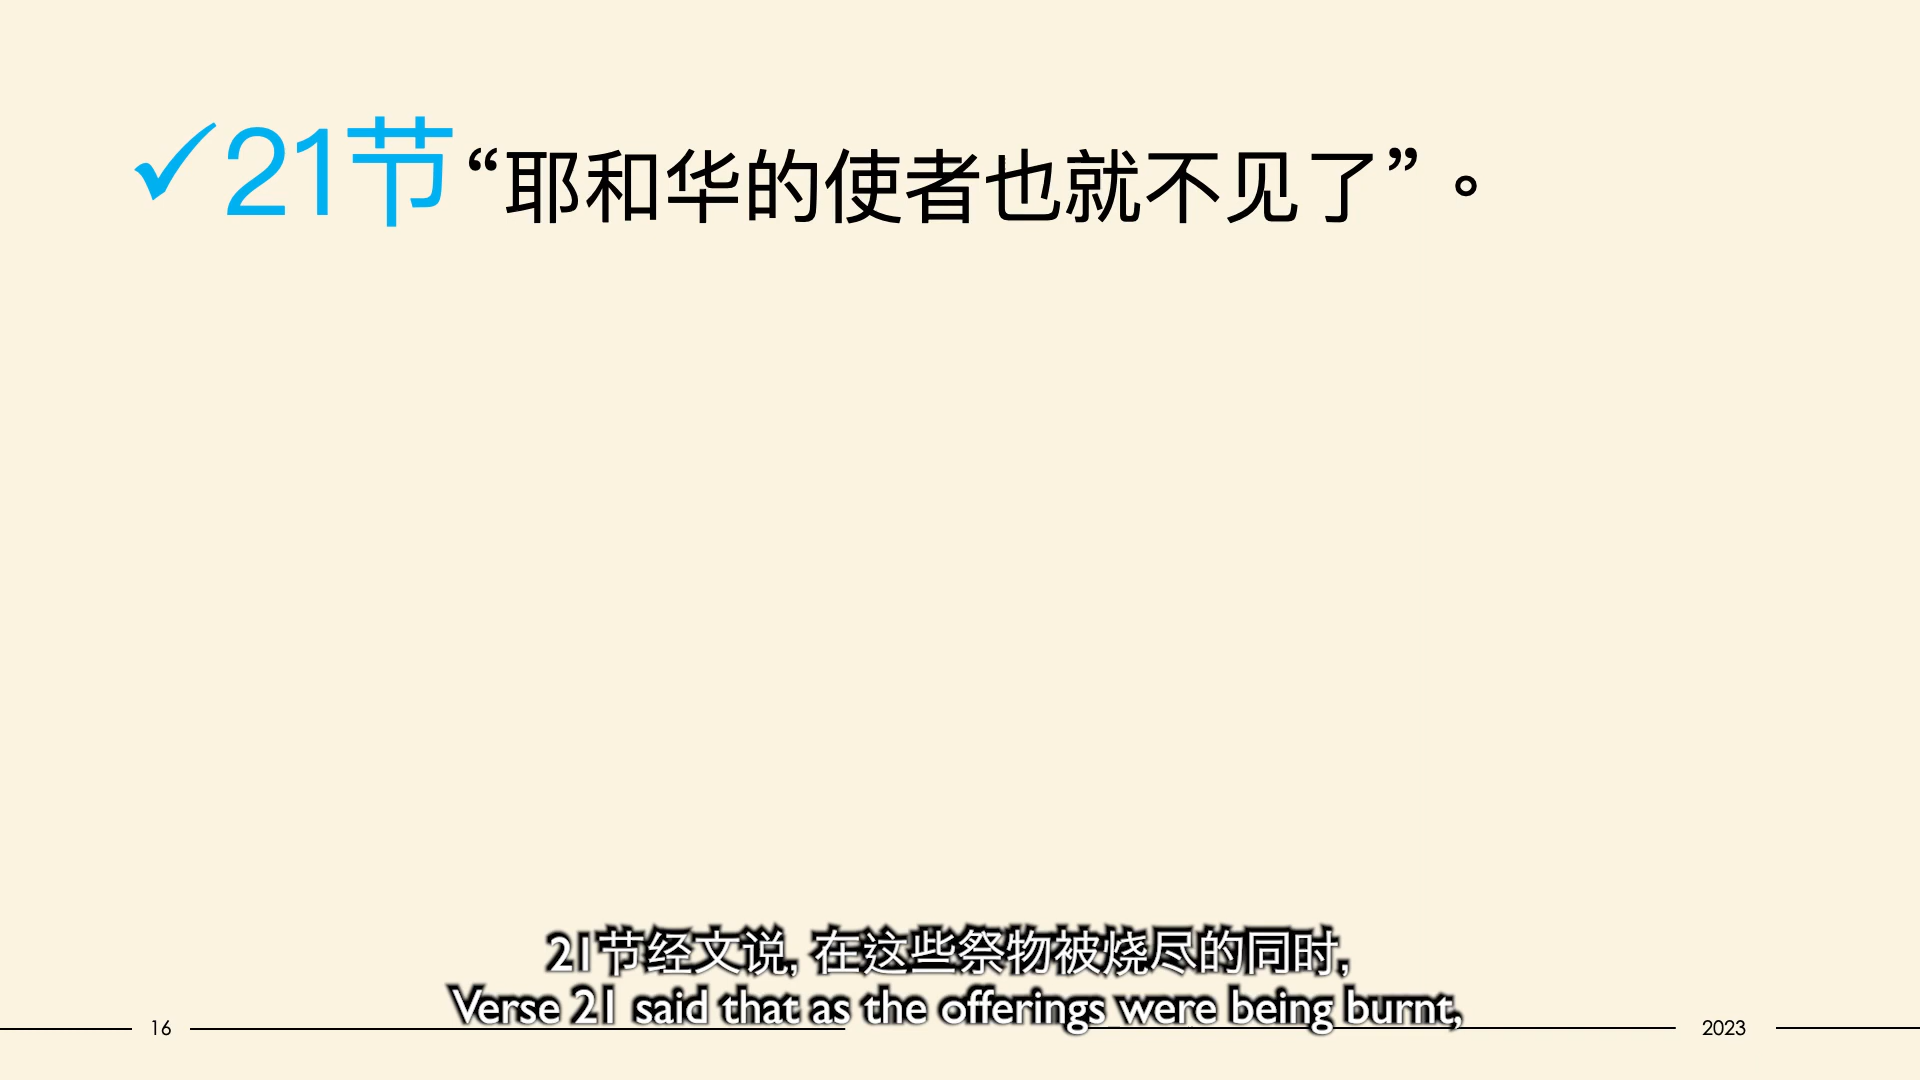 ✓21节“耶和华的使者也就不见了”。
21节经文说, 在这些祭物被烧尽的同时,
Verse 21 said that as the offerings were being burnt,
16
2023